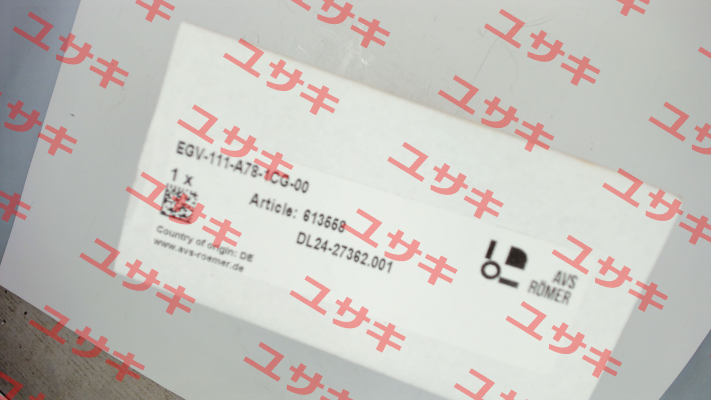 EGV-111-A78-1CG-00
1 x
Article: 613558
DL24-27362.001
Country of origin: DE
www.avs-roemer.de
AVS
RÖMER
ユサキ